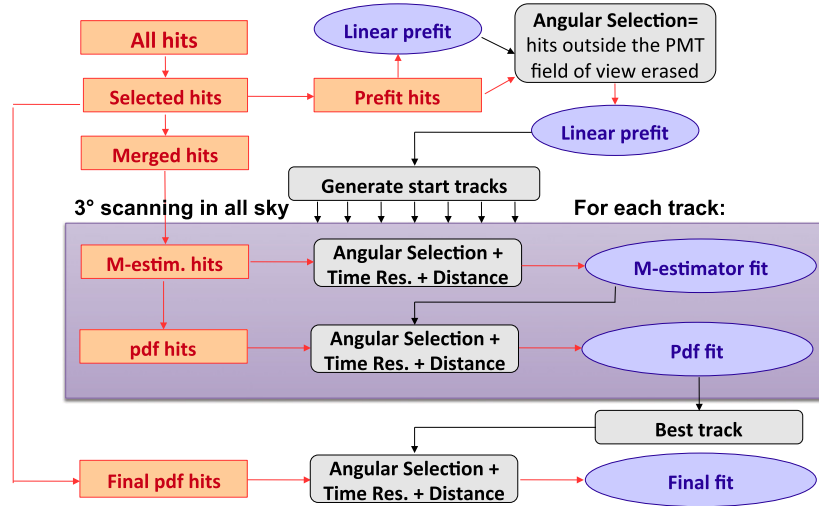 All hits
Linear prefit
Angular Selection=
hits outside the PMT
field of view erased
Selected hits
Prefit hits
Linear prefit
Merged hits
Generate start tracks
3° scanning in all sky
For each track:
M-estim. hits
Angular Selection +
Time Res. + Distance
M-estimator fit
pdf hits
Angular Selection +
Time Res. + Distance
Pdf fit
Best track
Final pdf hits
Angular Selection +
Time Res. + Distance
Final fit